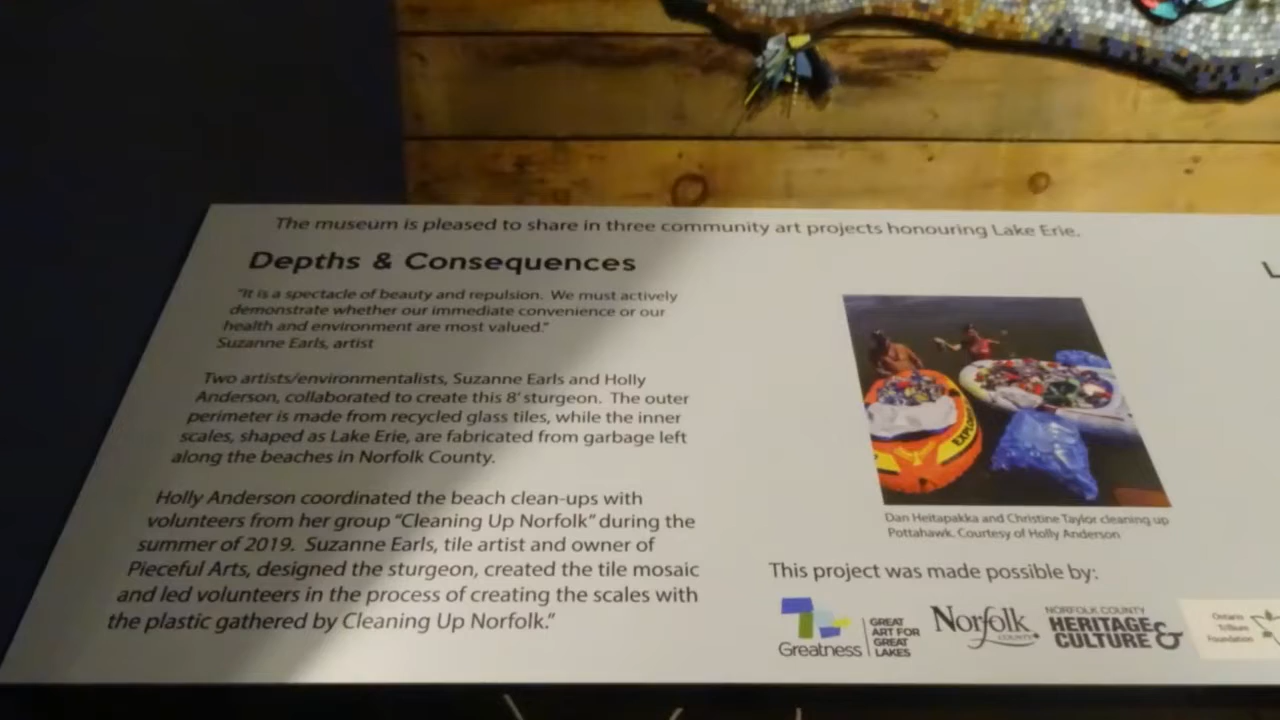 The museum is pleased to share in three community art projects honouring Lake Erie.
Depths & Consequences
"It is a spectacle of beauty and repulsion. We must actively
demonstrate whether our immediate convenience or our
health and environment are most valued."
Suzanne Earls, artist
Two artists/environmentalists, Suzanne Earls and Holly
Anderson, collaborated to create this 8' sturgeon. The outer
perimeter is made from recycled glass tiles, while the inner
scales, shaped as Lake Erie, are fabricated from garbage left
along the beaches in Norfolk County.
Holly Anderson coordinated the beach clean-ups with
volunteers from her group "Cleaning Up Norfolk" during the
summer of 2019. Suzanne Earls, tile artist and owner of
Pieceful Arts, designed the sturgeon, created the tile mosaic
and led volunteers in the process of creating the scales with
the plastic gathered by Cleaning Up Norfolk."
Dan Heitapakka and Christine Taylor cleaning up
Pottahawk. Courtesy of Holly Anderson
This project was made possible by:
Greatness
GREAT
ART FOR
GREAT
LAKES
Norfolk
COUNTY
NORFOLK COUNTY
HERITAGE &
CULTURE
Ontario
Trillium
Foundation